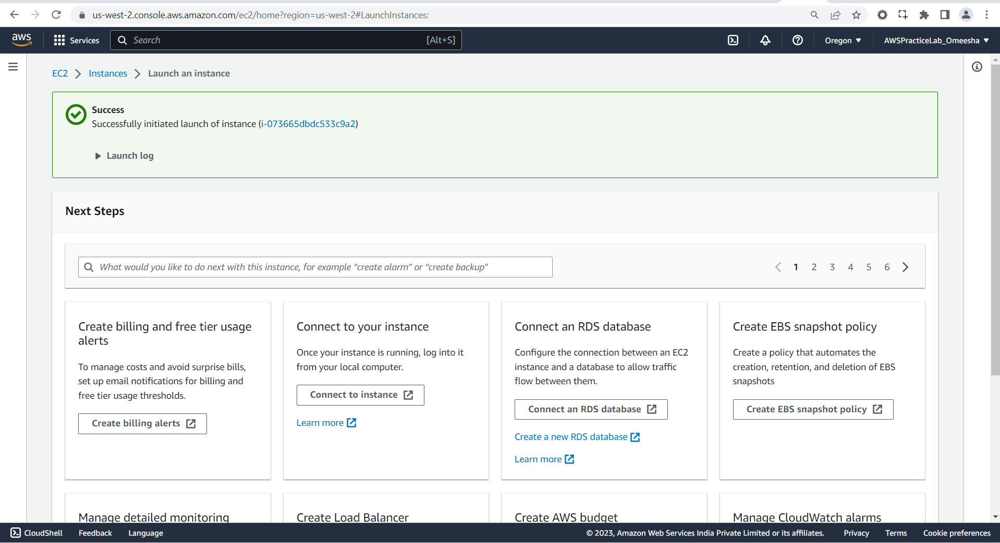 us-west-2.console.aws.amazon.com/ec2/home?region=us-west-2#LaunchInstances:
aws
Services
Search
[Alt+S]
Oregon
AWSPracticeLab_Omeesha
EC2
Instances
Launch an instance
Success
Successfully initiated launch of instance (i-073665dbdc533c9a2)
Launch log
Next Steps
What would you like to do next with this instance, for example “create alarm” or “create backup"
1 2 3 4 5 6
Create billing and free tier usage
alerts
To manage costs and avoid surprise bills,
set up email notifications for billing and
free tier usage thresholds.
Create billing alerts
Connect to your instance
Once your instance is running, log into it
from your local computer.
Connect to instance
Learn more
Connect an RDS database
Configure the connection between an EC2
instance and a database to allow traffic
flow between them.
Connect an RDS database
Create a new RDS database
Learn more
Create EBS snapshot policy
Create a policy that automates the
creation, retention, and deletion of EBS
snapshots
Create EBS snapshot policy
Manage detailed monitoring
Create Load Balancer
Create AWS budget
Manage CloudWatch alarms
CloudShell
Feedback
Language
© 2023, Amazon Web Services India Private Limited or its affiliates.
Privacy
Terms
Cookie preferences